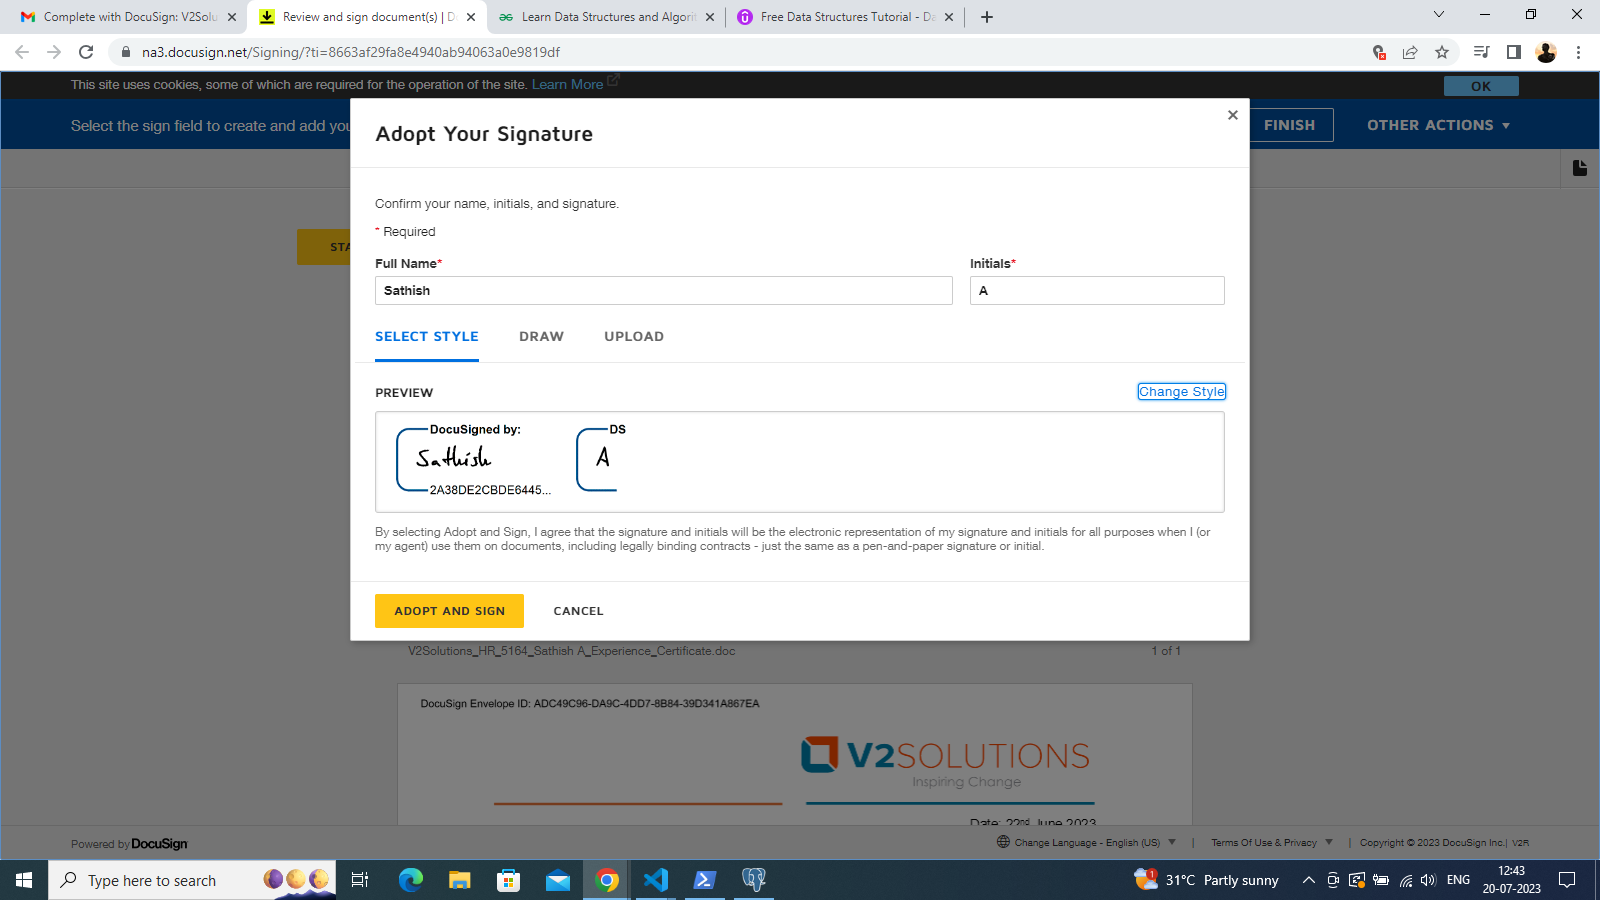 Complete with DocuSign: V2Solu
Review and sign document(s) | D
Learn Data Structures and Algorit
Free Data Structures Tutorial - Da
na3.docusign.net/Signing/?ti=8663af29fa8e4940ab94063a0e9819df
This site uses cookies, some of which are required for the operation of the site. Learn More
OK
Select the sign field to create and add you
FINISH
OTHER ACTIONS
STA
Adopt Your Signature
Confirm your name, initials, and signature.
* Required
Full Name*
Initials*
Sathish
A
SELECT STYLE
DRAW
UPLOAD
PREVIEW
Change Style
DocuSigned by:
DS
Sathish
A
2A38DE2CBDE6445...
By selecting Adopt and Sign, I agree that the signature and initials will be the electronic representation of my signature and initials for all purposes when I (or
my agent) use them on documents, including legally binding contracts - just the same as a pen-and-paper signature or initial.
ADOPT AND SIGN
CANCEL
V2Solutions_HR_5164_Sathish A_Experience_Certificate.doc
1 of 1
DocuSign Envelope ID: ADC49C96-DA9C-4DD7-8B84-39D341A867EA
V2SOLUTIONS
Inspiring Change
Date: 22nd June 2023
Powered by DocuSign
Change Language - English (US)
|
Terms Of Use & Privacy
|
Copyright © 2023 DocuSign Inc. | V2R
Type here to search
1
31°C Partly sunny
ENG
12:43
20-07-2023